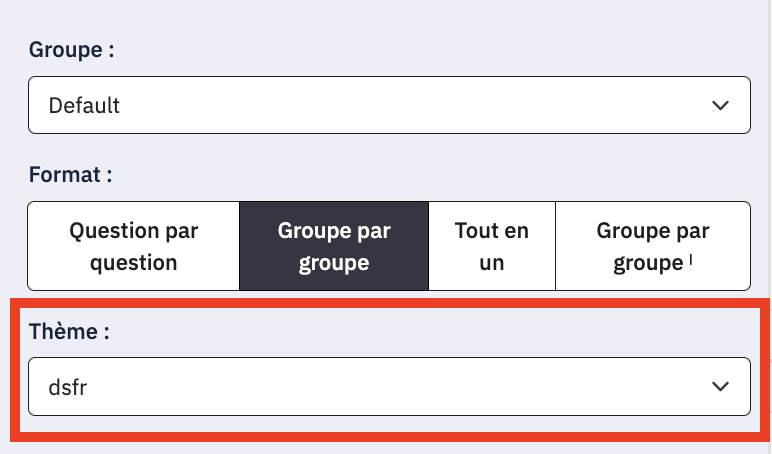 Groupe :
Default
Format :
Question par
question
Groupe par
groupe
Tout en
un
Groupe par
groupe ᴵ
Thème :
dsfr